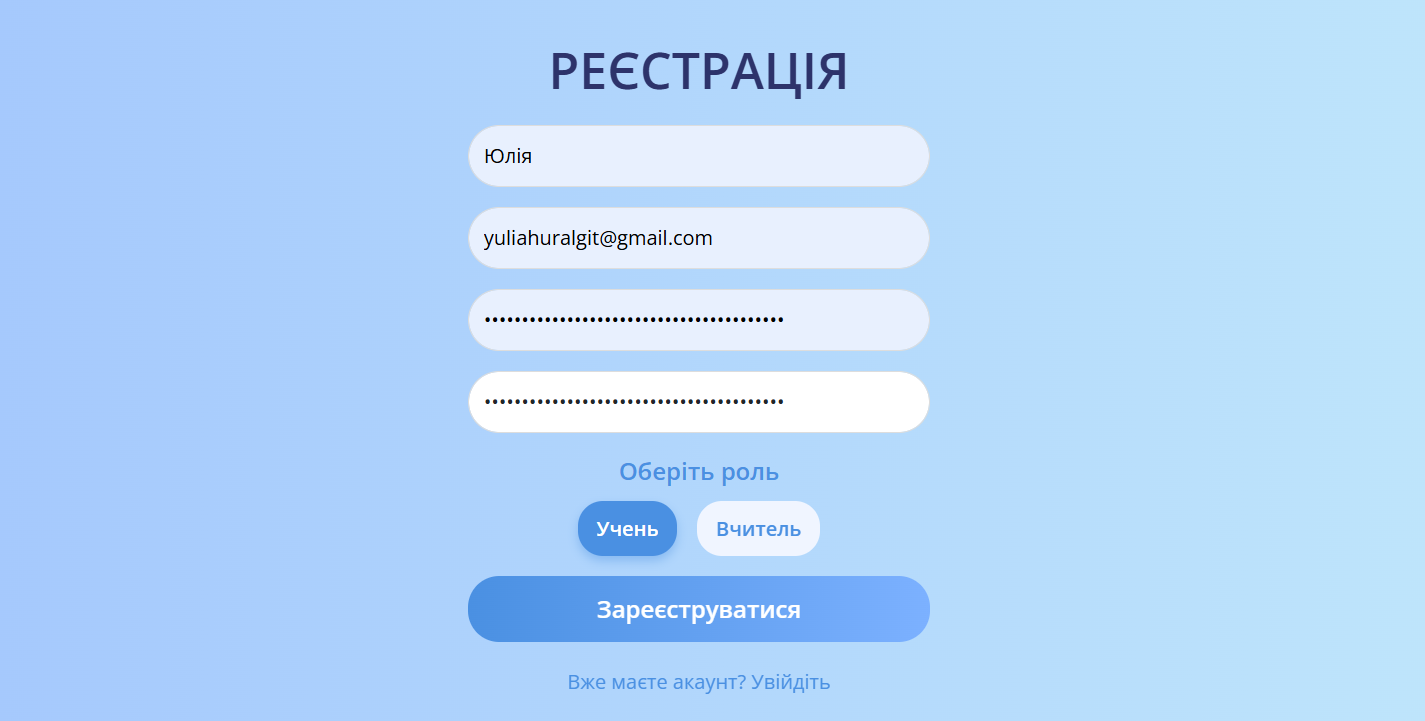 РЕЄСТРАЦІЯ
Юлія
yuliahuralgit@gmail.com
••••••••••••••••••••••••••••••••••••••••
••••••••••••••••••••••••••••••••••••••••
Оберіть роль
Учень Вчитель
Зареєструватися
Вже маєте акаунт? Увійдіть